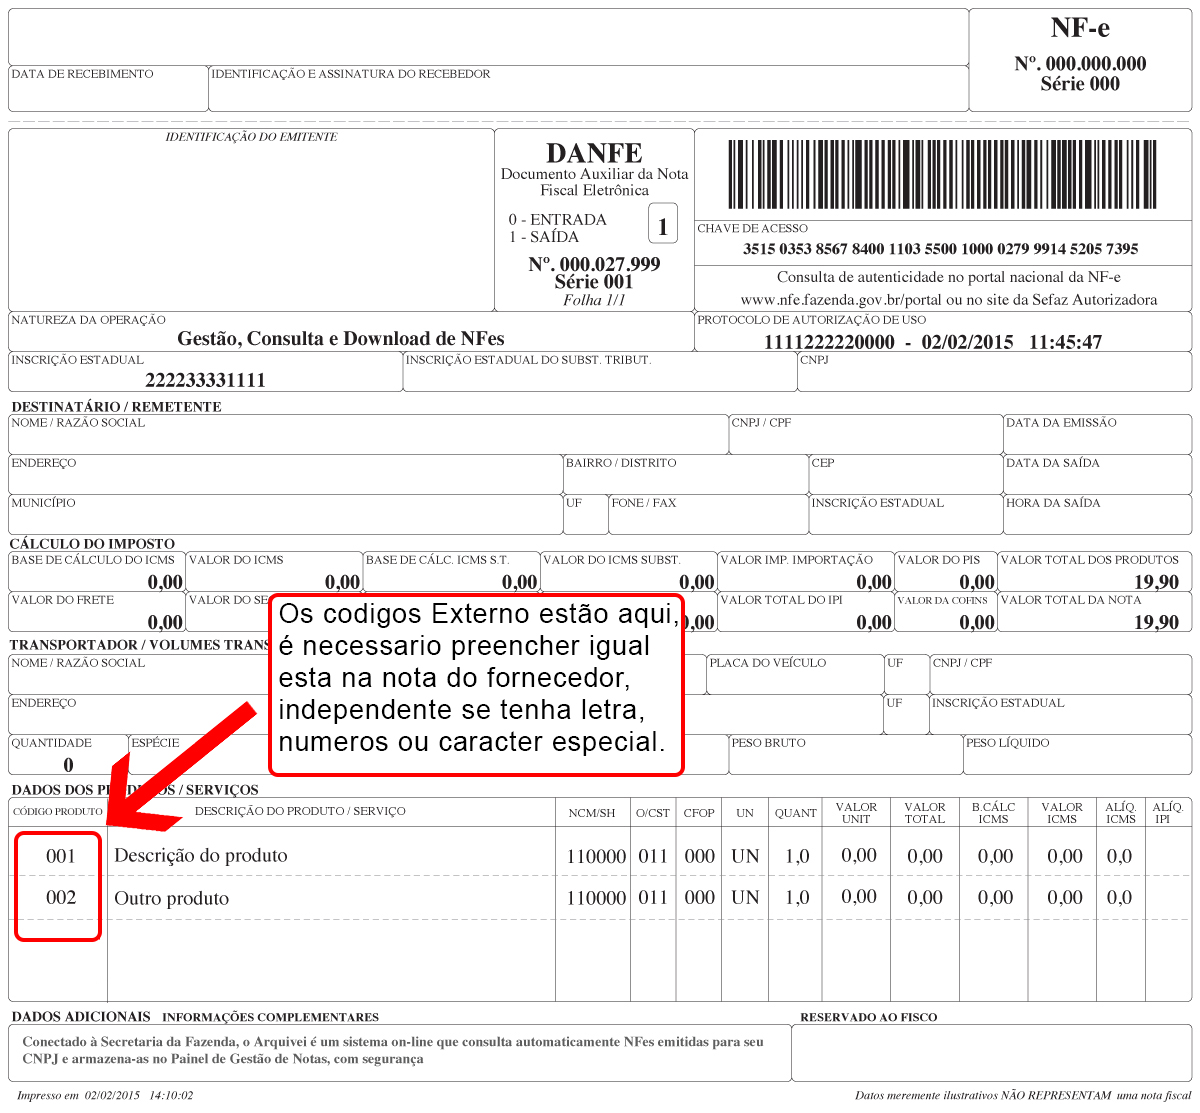 NF-e
Nº. 000.000.000
Série 000
DATA DE RECEBIMENTO
IDENTIFICAÇÃO E ASSINATURA DO RECEBEDOR
IDENTIFICAÇÃO DO EMITENTE
DANFE
Documento Auxiliar da Nota
Fiscal Eletrônica
0 - ENTRADA
1 - SAÍDA
1
Nº. 000.027.999
Série 001
Folha 1/1
CHAVE DE ACESSO
3515 0353 8567 8400 1103 5500 1000 0279 9914 5205 7395
Consulta de autenticidade no portal nacional da NF-e
www.nfe.fazenda.gov.br/portal ou no site da Sefaz Autorizadora
NATUREZA DA OPERAÇÃO
Gestão, Consulta e Download de NFes
PROTOCOLO DE AUTORIZAÇÃO DE USO
1111222220000 - 02/02/2015 11:45:47
INSCRIÇÃO ESTADUAL
222233331111
INSCRIÇÃO ESTADUAL DO SUBST. TRIBUT.
CNPJ
DESTINATÁRIO / REMETENTE
NOME / RAZÃO SOCIAL
CNPJ / CPF
DATA DA EMISSÃO
ENDEREÇO
BAIRRO / DISTRITO
CEP
DATA DA SAÍDA
MUNICÍPIO
UF
FONE / FAX
INSCRIÇÃO ESTADUAL
HORA DA SAÍDA
CÁLCULO DO IMPOSTO
BASE DE CÁLCULO DO ICMS
0,00
VALOR DO ICMS
0,00
BASE DE CÁLC. ICMS S.T.
0,00
VALOR DO ICMS SUBST.
0,00
VALOR IMP. IMPORTAÇÃO
0,00
VALOR DO PIS
0,00
VALOR TOTAL DOS PRODUTOS
19,90
VALOR DO FRETE
0,00
VALOR DO SE
0,00
VALOR TOTAL DO IPI
0,00
VALOR DA COFINS
0,00
VALOR TOTAL DA NOTA
19,90
Os codigos Externo estão aqui,
é necessario preencher igual
esta na nota do fornecedor,
independente se tenha letra,
numeros ou caracter especial.
TRANSPORTADOR / VOLUMES TRANS
NOME / RAZÃO SOCIAL
PLACA DO VEÍCULO
UF
CNPJ / CPF
ENDEREÇO
UF
INSCRIÇÃO ESTADUAL
QUANTIDADE
0
ESPÉCIE
PESO BRUTO
PESO LÍQUIDO
DADOS DOS / SERVIÇOS
CÓDIGO PRODUTO DESCRIÇÃO DO PRODUTO / SERVIÇO NCM/SH O/CST CFOP UN QUANT VALOR UNIT VALOR TOTAL B.CÁLC ICMS VALOR ICMS ALÍQ. ICMS ALÍQ. IPI
001 Descrição do produto 110000 011 000 UN 1,0 0,00 0,00 0,00 0,00 0,0
002 Outro produto 110000 011 000 UN 1,0 0,00 0,00 0,00 0,00 0,0
DADOS ADICIONAIS INFORMAÇÕES COMPLEMENTARES
RESERVADO AO FISCO
Conectado à Secretaria da Fazenda, o Arquivei é um sistema on-line que consulta automaticamente NFes emitidas para seu
CNPJ e armazena-as no Painel de Gestão de Notas, com segurança
Impresso em 02/02/2015 14:10:02
Datos meremente ilustrativos NÃO REPRESENTAM uma nota fiscal